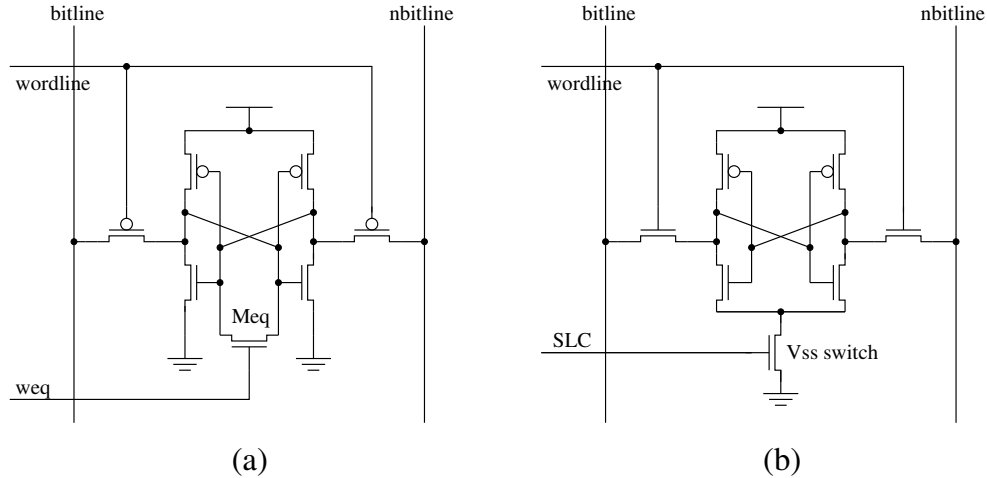 bitline nbitline
wordline
Meq
weq
(a)
bitline nbitline
wordline
SLC
Vss switch
(b)